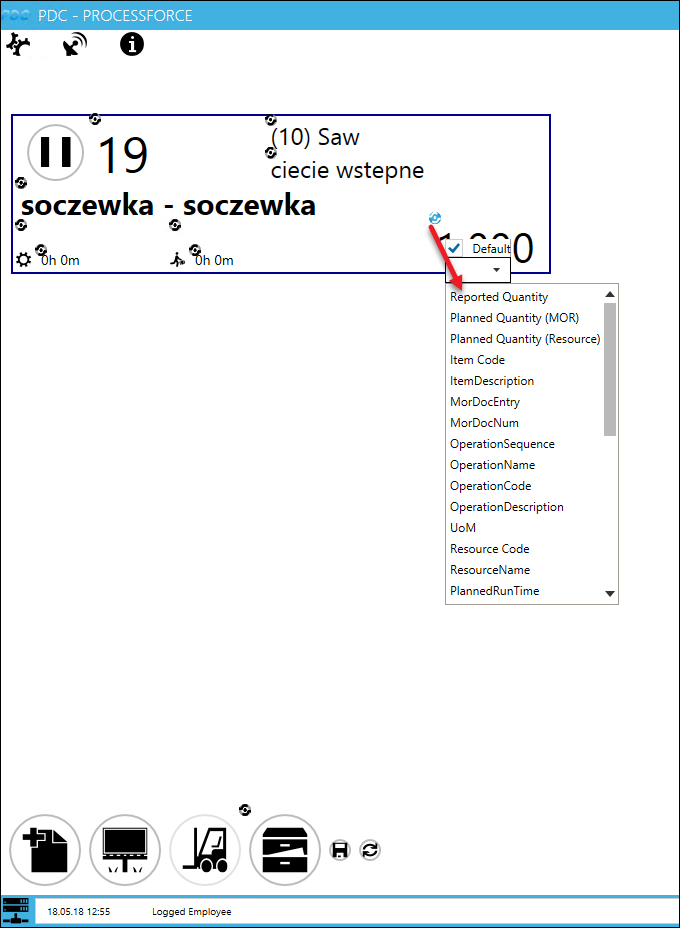 PDC PDC - PROCESSFORCE
19
(10) Saw
ciecie wstepne
soczewka - soczewka
0h 0m
0h 0m
Default
Reported Quantity
Planned Quantity (MOR)
Planned Quantity (Resource)
Item Code
ItemDescription
MorDocEntry
MorDocNum
OperationSequence
OperationName
OperationCode
OperationDescription
UoM
Resource Code
ResourceName
PlannedRunTime
18.05.18 12:55 Logged Employee